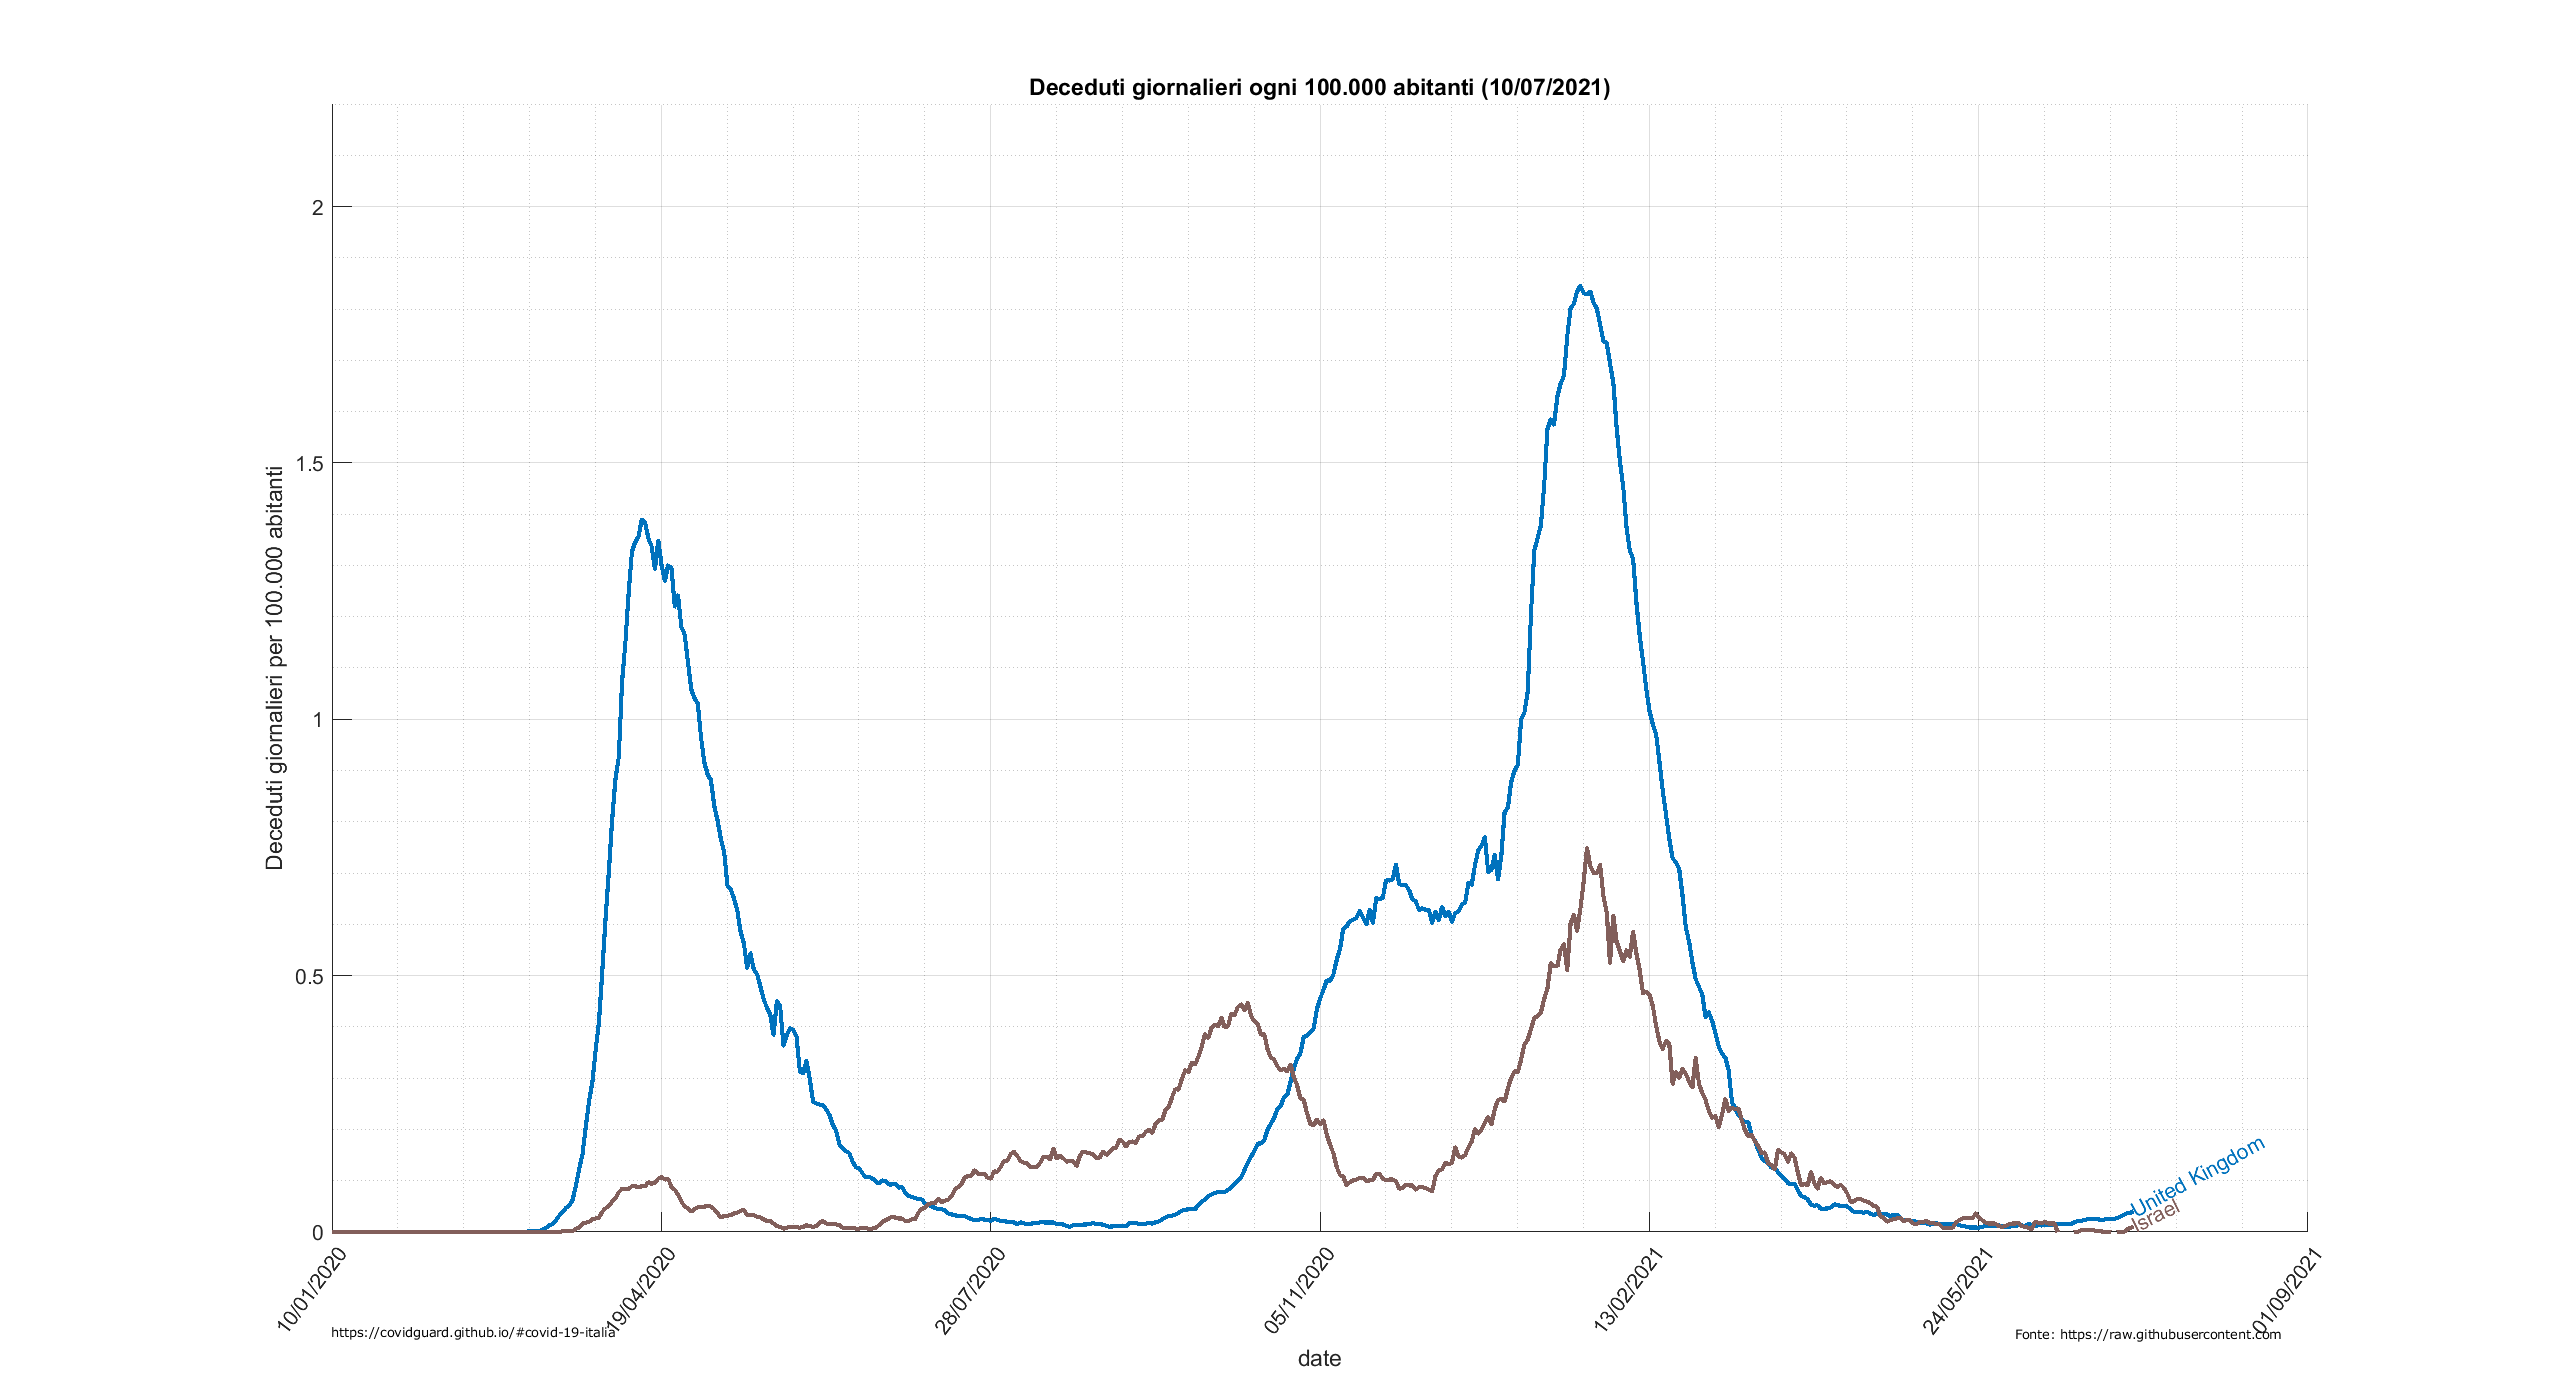 Deceduti giornalieri ogni 100.000 abitanti (10/07/2021)
Deceduti giornalieri per 100.000 abitanti
2
1.5
1
0.5
0
United Kingdom
Israel
10/01/2020
19/04/2020
28/07/2020
05/11/2020
13/02/2021
24/05/2021
01/09/2021
https://covidguard.github.io/#covid-19-italia
Fonte: https://raw.githubusercontent.com
date